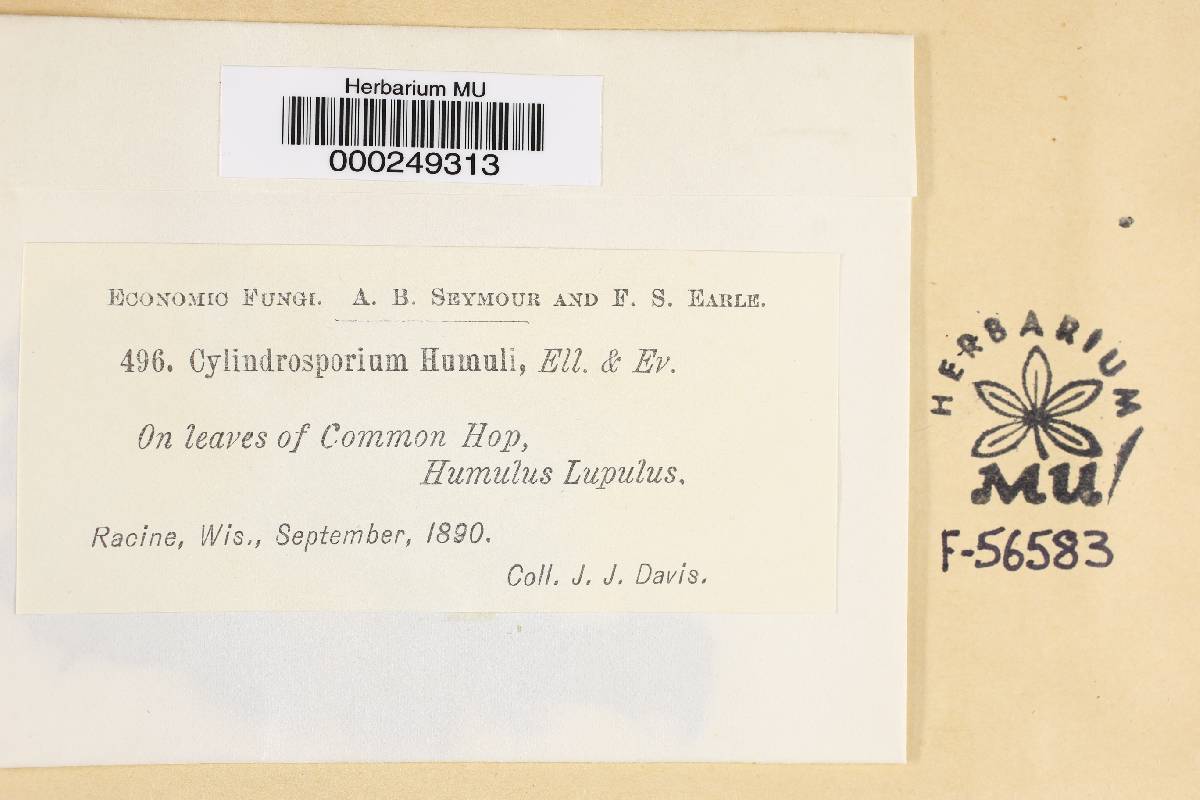 Herbarium MU
000249313
Economic Fungi. A. B. Seymour and F. S. Earle.
496. Cylindrosporium Humuli, Ell. & Ev.
On leaves of Common Hop,
Humulus Lupulus.
Racine, Wis., September, 1890.
Coll. J. J. Davis.
HERBARIUM
MU
F-56583